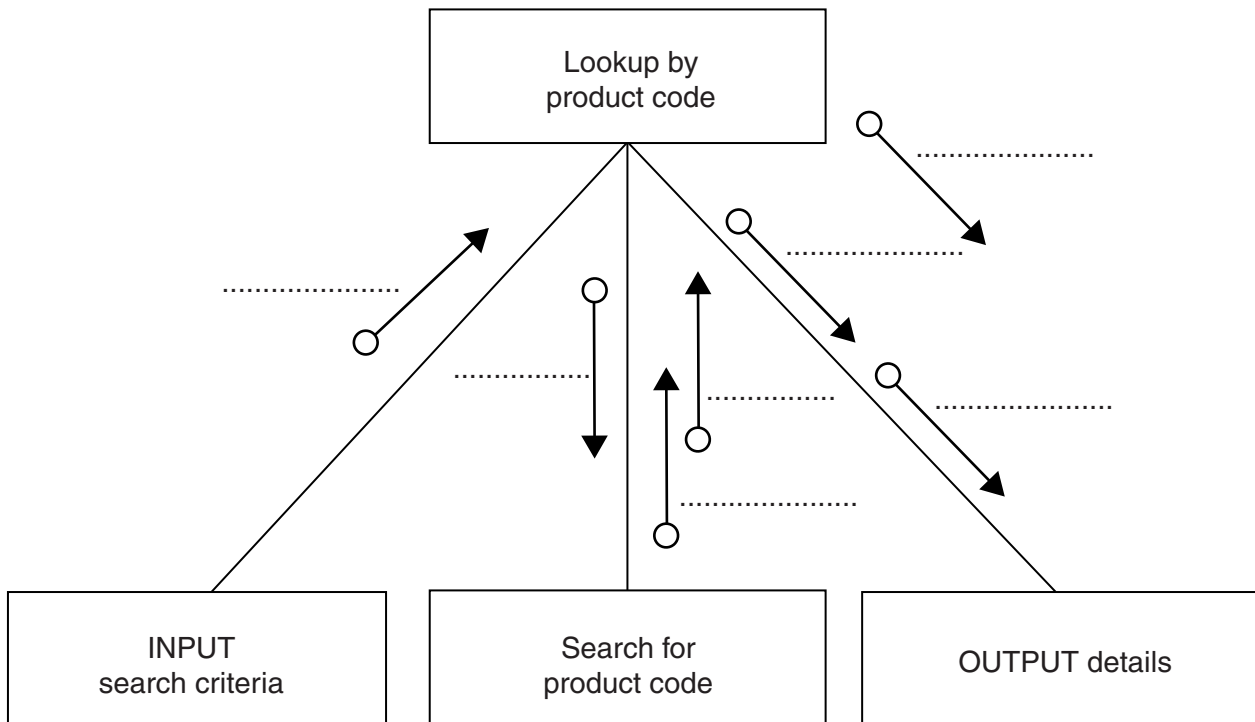 Lookup by
product code
INPUT
search criteria
Search for
product code
OUTPUT details